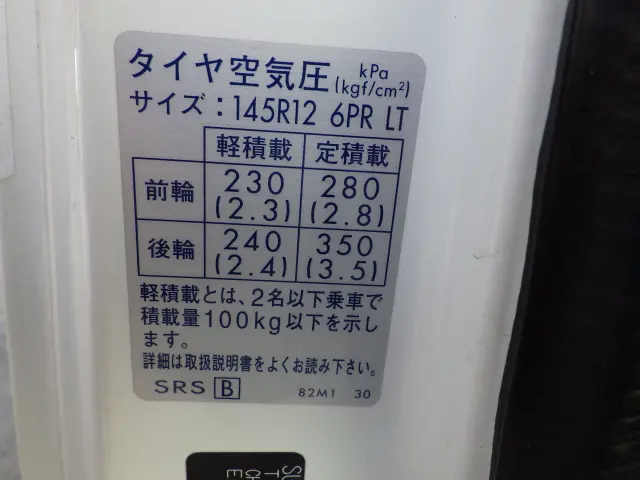 タイヤ空気圧 kPa (kgf/cm²)
サイズ：145R12 6PR LT
軽積載 定積載
前輪 230 (2.3) 280 (2.8)
後輪 240 (2.4) 350 (3.5)
軽積載とは、2名以下乗車で
積載量100kg以下を示し
ます。
詳細は取扱説明書をよくお読み下さい。
SRS B 82M1 30